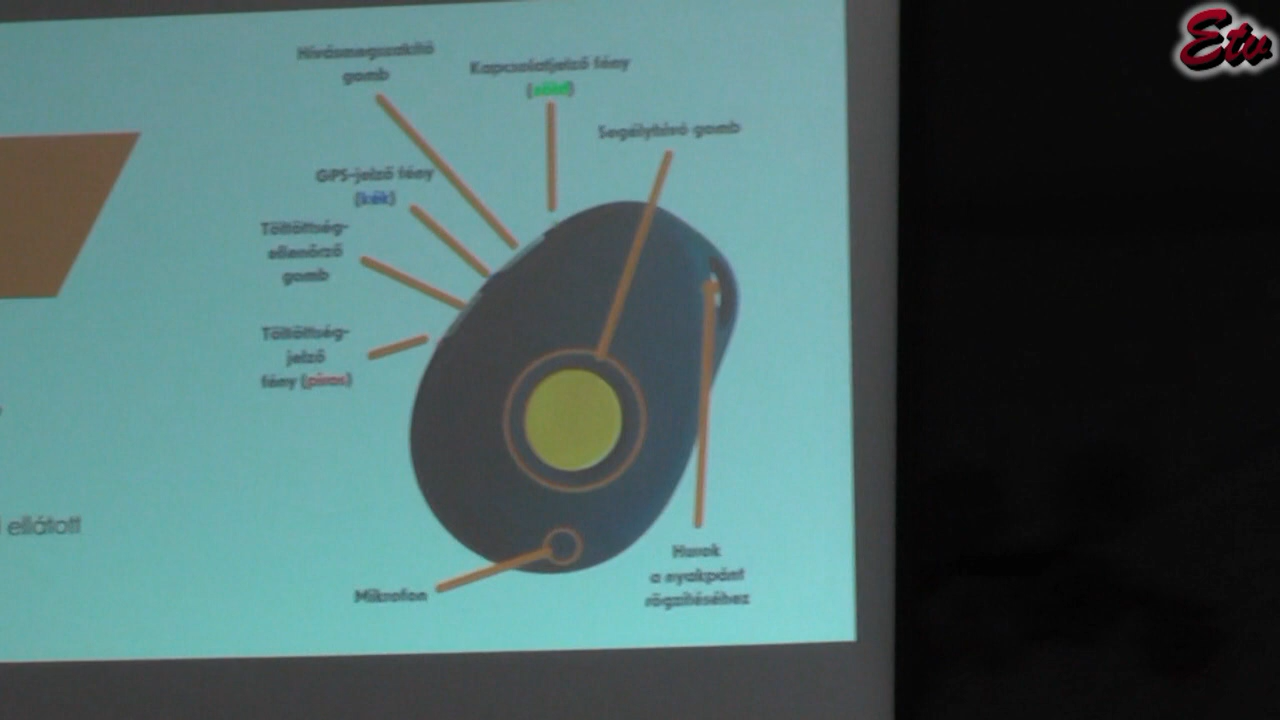 Etv
Hívásmegszakító
gomb
Kapcsolatjelző fény
(zöld)
Segélyhívó gomb
GPS-jelző fény
(kék)
Töltöttség-
ellenőrző
gomb
Töltöttség-
jelző
fény (piros)
ellátott
Mikrofon
Hurok
a nyakpánt
rögzítéséhez